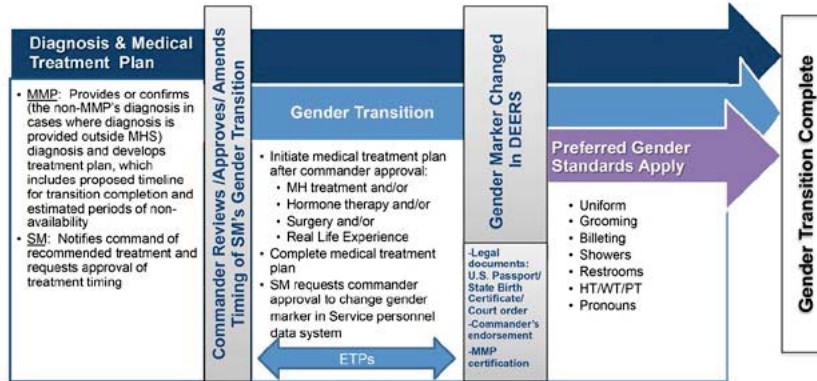 Diagnosis & Medical
Treatment Plan
• MMP: Provides or confirms
(the non-MMP's diagnosis in
cases where diagnosis is
provided outside MHS)
diagnosis and develops
treatment plan, which
includes proposed timeline
for transition completion and
estimated periods of non-
availability
• SM: Notifies command of
recommended treatment and
requests approval of
treatment timing
Commander Reviews /Approves/ Amends
Timing of SM's Gender Transition
Gender Transition
• Initiate medical treatment plan
after commander approval:
• MH treatment and/or
• Hormone therapy and/or
• Surgery and/or
• Real Life Experience
• Complete medical treatment
plan
• SM requests commander
approval to change gender
marker in Service personnel
data system
ETPs
Gender Marker Changed
In DEERS
-Legal
documents:
U.S. Passport/
State Birth
Certificate/
Court order
-Commander's
endorsement
-MMP
certification
Preferred Gender
Standards Apply
• Uniform
• Grooming
• Billeting
• Showers
• Restrooms
• HT/WT/PT
• Pronouns
Gender Transition Complete